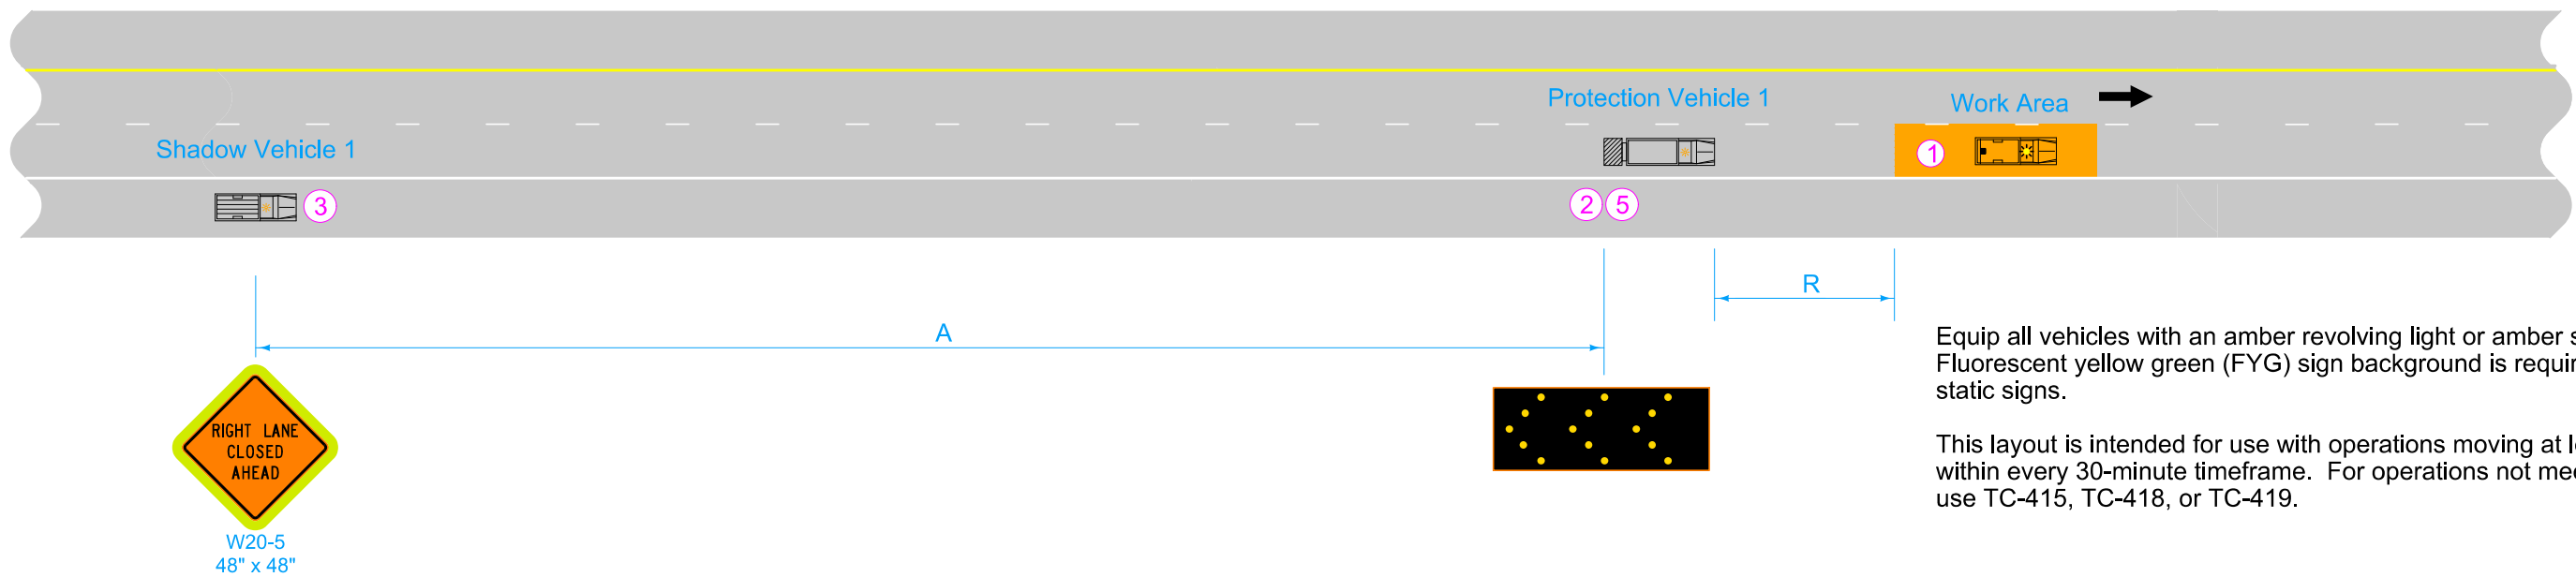 Protection Vehicle 1
Work Area
Shadow Vehicle 1
1
3
2 5
R
A
RIGHT LANE
CLOSED
AHEAD
W20-5
48" x 48"
Equip all vehicles with an amber revolving light or amber
Fluorescent yellow green (FYG) sign background is
static signs.
This layout is intended for use with operations moving at
within every 30-minute timeframe. For operations not
use TC-415, TC-418, or TC-419.